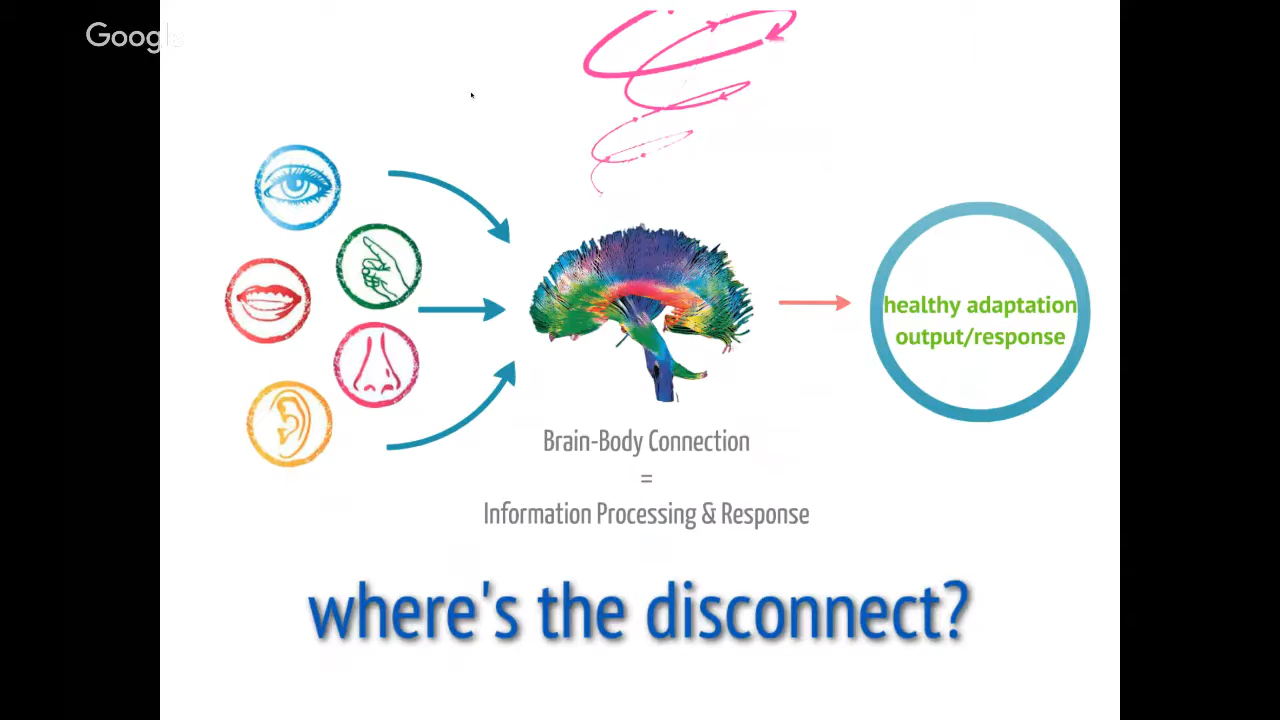 Google
healthy adaptation
output/response
Brain-Body Connection
=
Information Processing & Response
where's the disconnect?